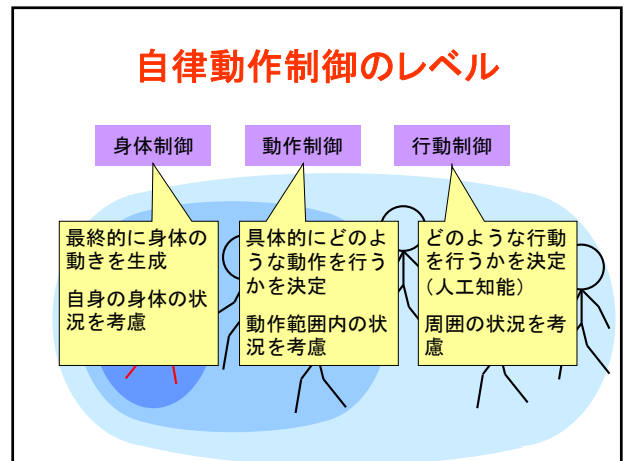 自律動作制御のレベル
身体制御
動作制御
行動制御
最終的に身体の
動きを生成
自身の身体の状
況を考慮
具体的にどのよ
うな動作を行う
かを決定
動作範囲内の状
況を考慮
どのような行動
を行うかを決定
（人工知能）
周囲の状況を考
慮